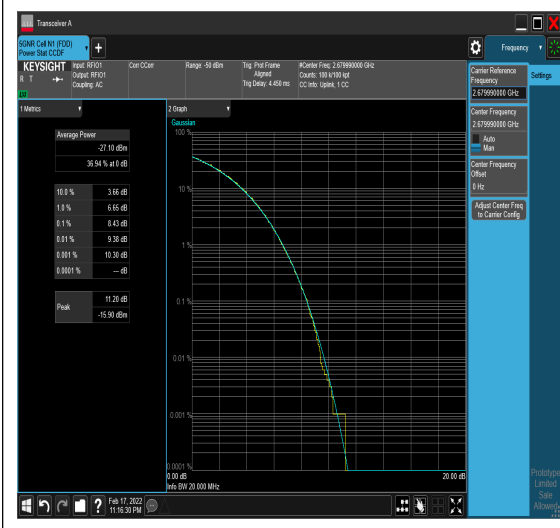 Transceiver A
5GNR Cell N1 (FDD)
Power Stat CCDF
Frequency
KEYSIGHT
R T
LXI
Input: RFIO1
Output: RFIO1
Coupling: AC
Corr CCorr
Range: -50 dBm
Trig: Prot Frame
Aligned
Trig Delay: 4.450 ms
#Center Freq: 2.679990000 GHz
Counts: 100 k/100 kpt
CC Info: Uplink, 1 CC
Carrier Reference
Frequency
2.679990000 GHz
Settings
Center Frequency
2.679990000 GHz
Auto
Man
Center Frequency
Offset
0 Hz
Adjust Center Freq
to Carrier Config
1 Metrics
Average Power
-27.10 dBm
36.94 % at 0 dB
10.0 % 3.66 dB
1.0 % 6.65 dB
0.1 % 8.43 dB
0.01 % 9.38 dB
0.001 % 10.30 dB
0.0001 % --- dB
Peak
11.20 dB
-15.90 dBm
2 Graph
Gaussian
100 %
10 %
1 %
0.1 %
0.01 %
0.001 %
0.0001 %
0.00 dB
20.00 dB
Info BW 20.000 MHz
Feb 17, 2022
11:16:30 PM
Prototype
Limited
Sale
Allowed